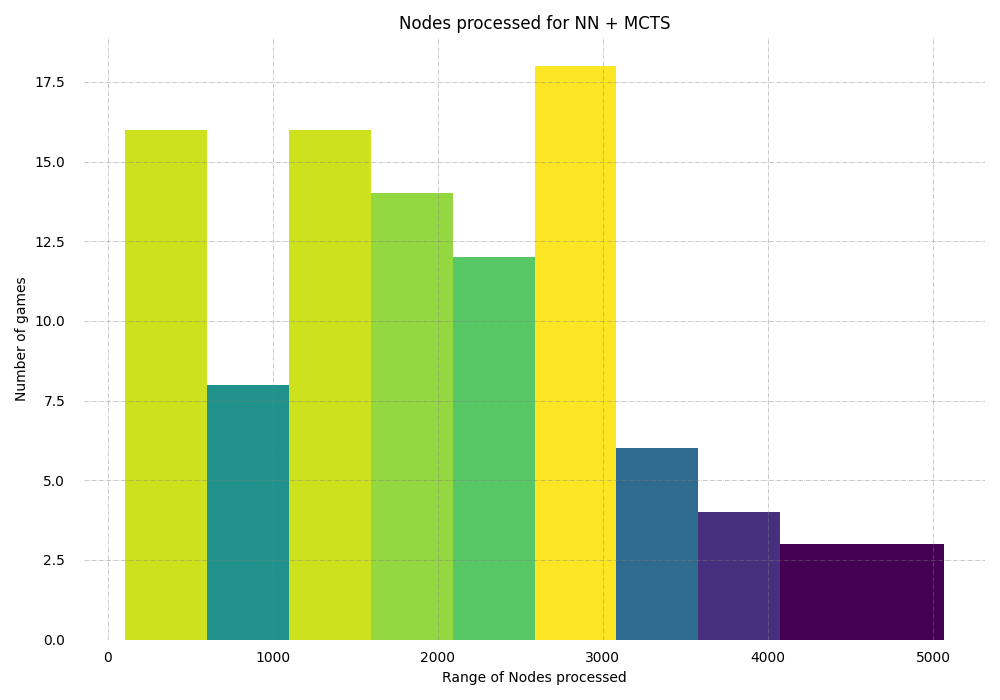 Nodes processed for NN + MCTS
Number of games
17.5
15.0
12.5
10.0
7.5
5.0
2.5
0.0
0 1000 2000 3000 4000 5000
Range of Nodes processed